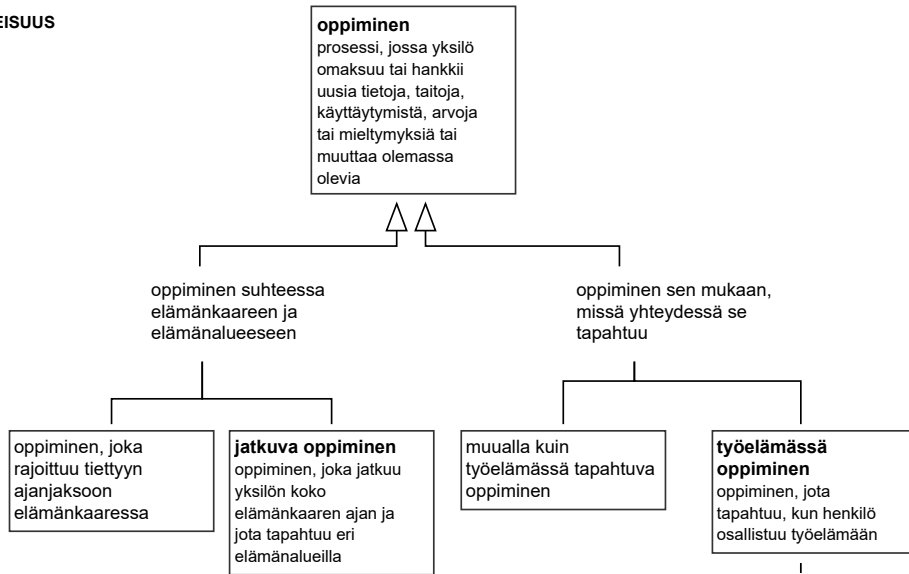 EISUUS
oppiminen
prosessi, jossa yksilö
omaksuu tai hankkii
uusia tietoja, taitoja,
käyttäytymistä, arvoja
tai mieltymyksiä tai
muuttaa olemassa
olevia
oppiminen suhteessa
elämänkaareen ja
elämänalueeseen
oppiminen sen mukaan,
missä yhteydessä se
tapahtuu
oppiminen, joka
rajoittuu tiettyyn
ajanjaksoon
elämänkaaressa
jatkuva oppiminen
oppiminen, joka jatkuu
yksilön koko
elämänkaaren ajan ja
jota tapahtuu eri
elämänalueilla
muualla kuin
työelämässä tapahtuva
oppiminen
työelämässä
oppiminen
oppiminen, jota
tapahtuu, kun henkilö
osallistuu työelämään